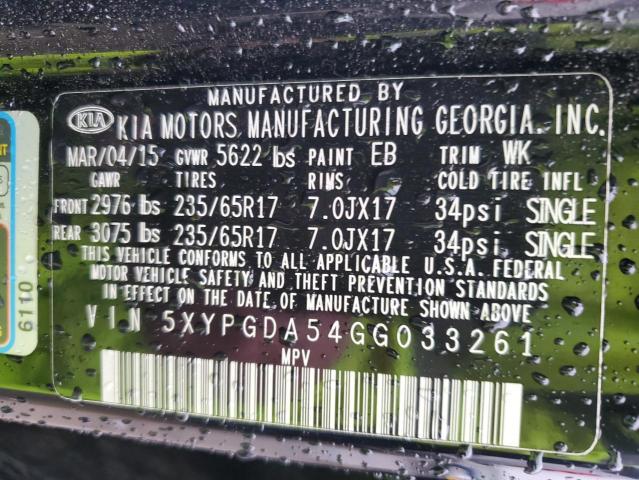 MANUFACTURED BY
KIA KIA MOTORS MANUFACTURING GEORGIA, INC.
MAR/04/15 GVWR 5622 lbs PAINT EB TRIM WK
GAWR TIRES RIMS COLD TIRE INFL
FRONT 2976 lbs 235/65R17 7.0JX17 34psi SINGLE
REAR 3075 lbs 235/65R17 7.0JX17 34psi SINGLE
THIS VEHICLE CONFORMS TO ALL APPLICABLE U.S.A. FEDERAL
MOTOR VEHICLE SAFETY AND THEFT PREVENTION STANDARDS
IN EFFECT ON THE DATE OF MANUFACTURE SHOWN ABOVE
VIN 5XYPGDA54GG033261
MPV
6110